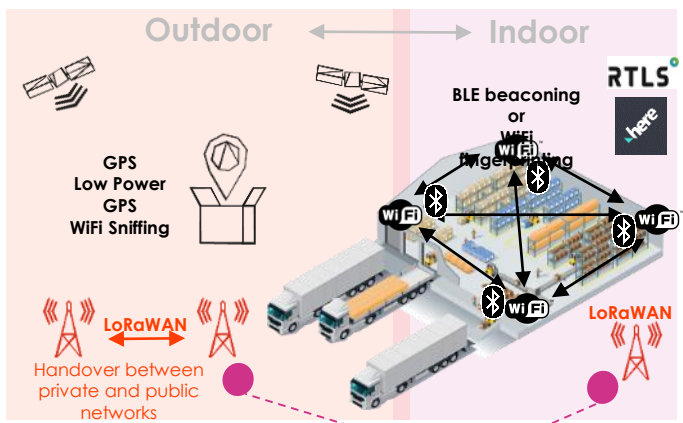 Outdoor
Indoor
RTLS
here
BLE beaconing
or
WiFi
fingerprinting
GPS
Low Power
GPS
WiFi Sniffing
WiFi
WiFi
WiFi
WiFi
LoRaWAN
LoRaWAN
Handover between
private and public
networks